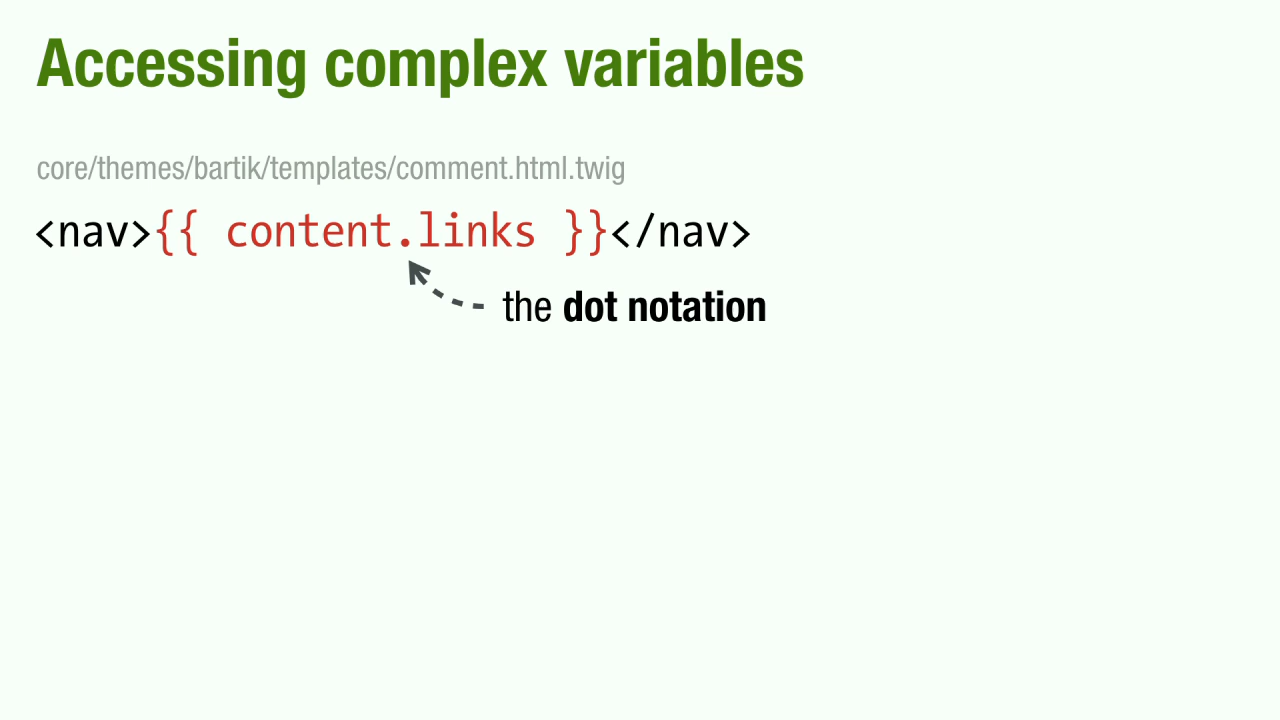 Accessing complex variables
core/themes/bartik/templates/comment.html.twig
<nav>{{ content.links }}</nav>
the dot notation